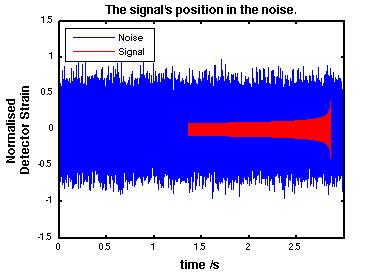 The signal's position in the noise.
Noise
Signal
1.5
1
0.5
0
-0.5
-1
-1.5
Normalised
Detector Strain
0 0.5 1 1.5 2 2.5
time /s